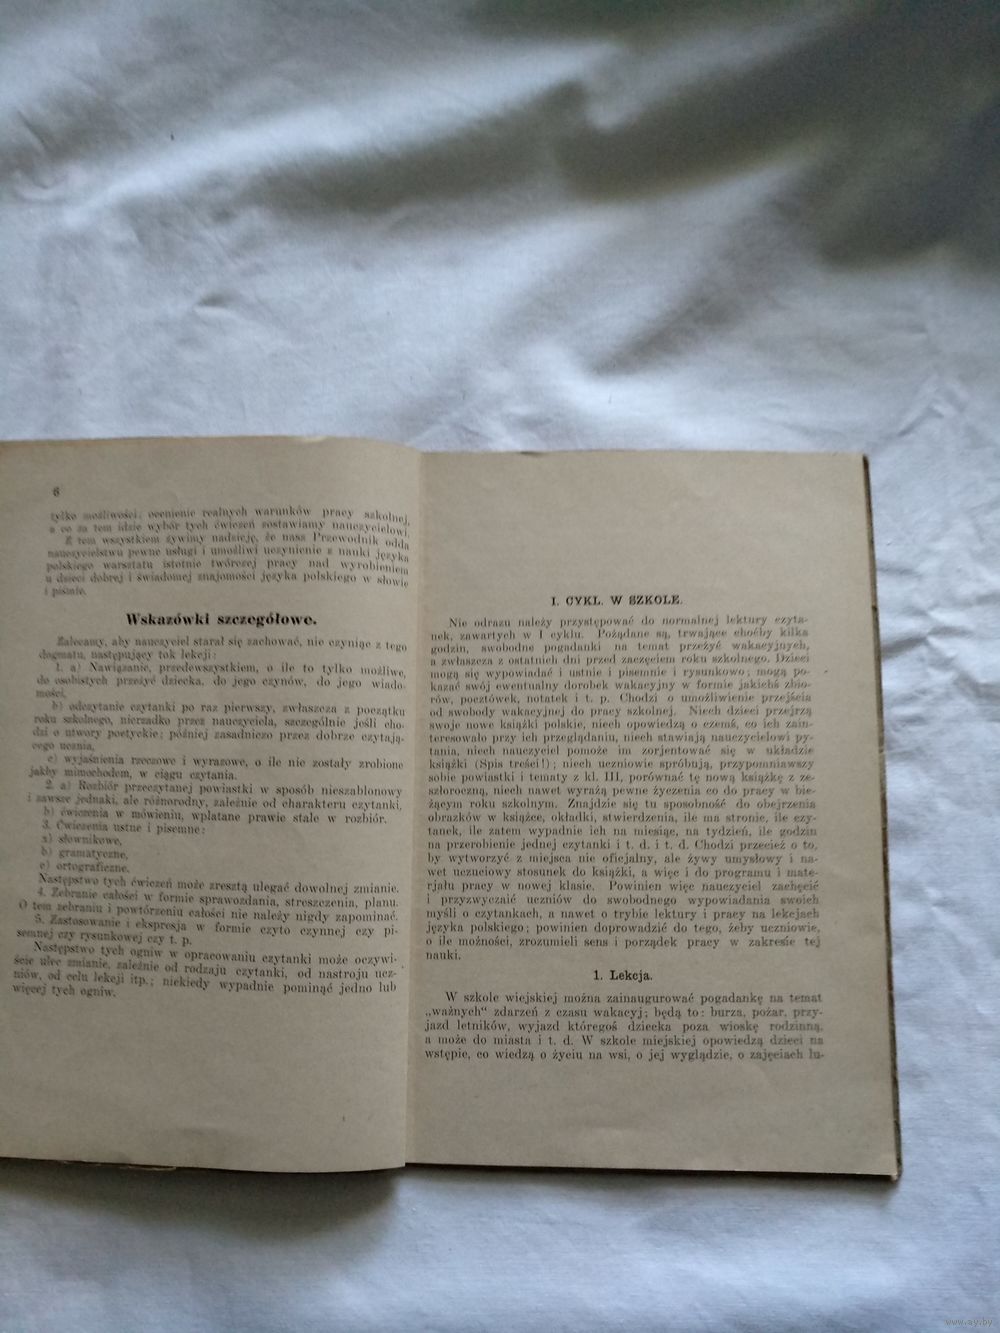 6
tylko możliwości, ocenienie realnych warunków pracy szkolnej,
a co za tem idzie wybór tych ćwiczeń zostawiamy nauczycielowi.
Z tem wszystkiem żywimy nadzieję, że nasz Przewodnik odda
nauczycielstwu pewne usługi i umożliwi uczynienie z nauki języka
polskiego warsztatu istotnie twórczej pracy nad wyrobieniem
u dzieci dobrej i świadomej znajomości języka polskiego w słowie
i piśmie.
Wskazówki szczegółowe.
Zalecamy, aby nauczyciel starał się zachować, nie czyniąc z tego
dogmatu, następujący tok lekcji:
1. a) Nawiązanie, przedewszystkiem, o ile to tylko możliwe,
do osobistych przeżyć dziecka, do jego czynów, do jego wiado-
mości,
b) odczytanie czytanki po raz pierwszy, zwłaszcza z początku
roku szkolnego, nierzadko przez nauczyciela, szczególnie jeśli cho-
dzi o utwory poetyckie; później zasadniczo przez dobrze czytają-
cego ucznia,
c) wyjaśnienia rzeczowe i wyrazowe, o ile nie zostały zrobione
jakby mimochodem, w ciągu czytania.
2. a) Rozbiór przeczytanej powiastki w sposób nieszablonowy
i zawsze jednaki, ale różnorodny, zależnie od charakteru czytanki,
b) ćwiczenia w mówieniu, wplatane prawie stale w rozbiór.
3. Ćwiczenia ustne i pisemne:
a) słownikowe,
b) gramatyczne,
c) ortograficzne.
Następstwo tych ćwiczeń może zresztą ulegać dowolnej zmianie.
4. Zebranie całości w formie sprawozdania, streszczenia, planu.
O tem zebraniu i powtórzeniu całości nie należy nigdy zapominać.
5. Zastosowanie i ekspresja w formie czyto czynnej czy pi-
semnej czy rysunkowej czy t. p.
Następstwo tych ogniw w opracowaniu czytanki może oczywi-
ście ulec zmianie, zależnie od rodzaju czytanki, od nastroju ucz-
niów, od celu lekcji itp.; niekiedy wypadnie pominąć jedno lub
więcej tych ogniw.
I. CYKL. W SZKOLE.
Nie odrazu należy przystępować do normalnej lektury czyta-
nek, zawartych w I cyklu. Pożądane są, trwające choćby kilka
godzin, swobodne pogadanki na temat przeżyć wakacyjnych,
a zwłaszcza z ostatnich dni przed zaczęciem roku szkolnego. Dzieci
mogą się wypowiadać i ustnie i pisemnie i rysunkowo; mogą po-
kazać swój ewentualny dorobek wakacyjny w formie jakichś zbio-
rów, pocztówek, notatek i t. p. Chodzi o umożliwienie przejścia
od swobody wakacyjnej do pracy szkolnej. Niech dzieci przejrzą
swoje nowe książki polskie, niech opowiedzą o czemś, co ich zain-
teresowało przy ich przeglądaniu, niech stawiają nauczycielowi py-
tania, niech nauczyciel pomoże im zorjentować się w układzie
książki (Spis treści!); niech uczniowie spróbują, przypomniawszy
sobie powiastki i tematy z kl. III, porównać tę nową książkę z ze-
szłoroczną, niech nawet wyrażą pewne życzenia co do pracy w bie-
żącym roku szkolnym. Znajdzie się tu sposobność do obejrzenia
obrazków w książce, okładki, stwierdzenia, ile ma stronic, ile czy-
tanek, ile zatem wypadnie ich na miesiąc, na tydzień, ile godzin
na przerobienie jednej czytanki i t. d. i t. d. Chodzi przecież o to,
by wytworzyć z miejsca nie oficjalny, ale żywy umysłowy i na-
wet uczuciowy stosunek do książki, a więc i do programu i mate-
rjału pracy w nowej klasie. Powinien więc nauczyciel zachęcić
i przyzwyczaić uczniów do swobodnego wypowiadania swoich
myśli o czytankach, a nawet o trybie lektury i pracy na lekcjach
języka polskiego; powinien doprowadzić do tego, żeby uczniowie,
o ile możności, zrozumieli sens i porządek pracy w zakresie tej
nauki.
1. Lekcja.
W szkole wiejskiej można zainaugurować pogadankę na temat
„ważnych“ zdarzeń z czasu wakacyj; będą to: burza, pożar, przy-
jazd letników, wyjazd któregoś dziecka poza wioskę rodzinną,
a może do miasta i t. d. W szkole miejskiej opowiedzą dzieci na
wstępie, co wiedzą o życiu na wsi, o jej wyglądzie, o zajęciach lu-
www.ay.by